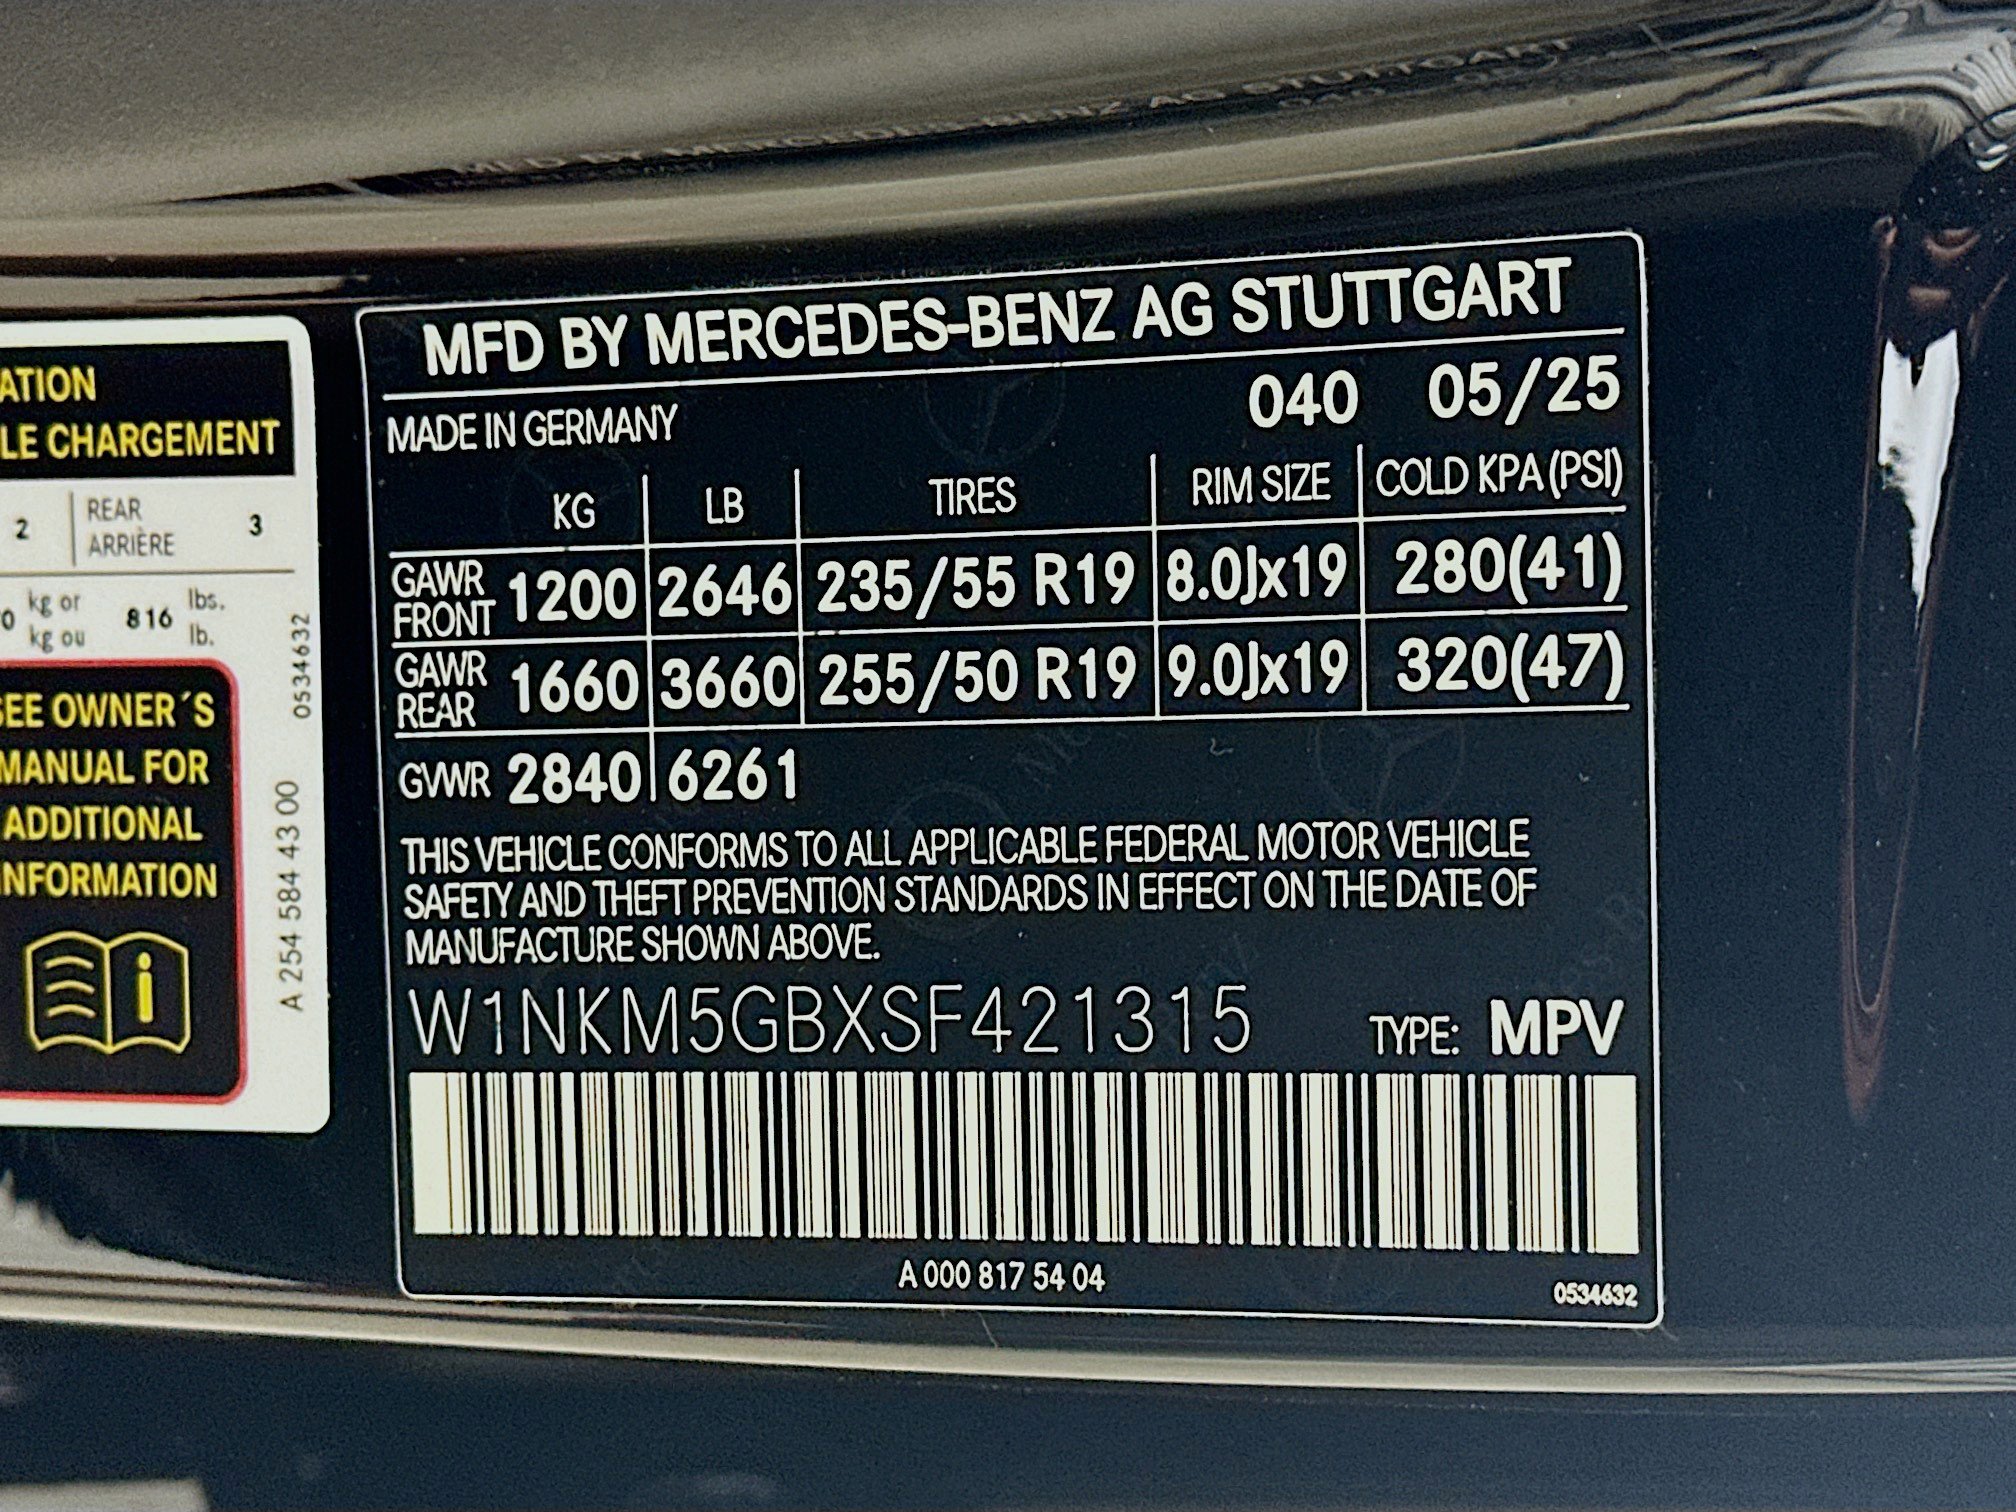 ATION
LE CHARGEMENT
2 REAR ARRIÈRE 3
0 kg or kg ou 816 lbs. lb.
SEE OWNER´S
MANUAL FOR
ADDITIONAL
INFORMATION
0534632
A 254 584 43 00
MFD BY MERCEDES-BENZ AG STUTTGART
MADE IN GERMANY 040 05/25
KG LB TIRES RIM SIZE COLD KPA(PSI)
GAWR FRONT 1200 2646 235/55 R19 8.0Jx19 280(41)
GAWR REAR 1660 3660 255/50 R19 9.0Jx19 320(47)
GVWR 2840 6261
THIS VEHICLE CONFORMS TO ALL APPLICABLE FEDERAL MOTOR VEHICLE
SAFETY AND THEFT PREVENTION STANDARDS IN EFFECT ON THE DATE OF
MANUFACTURE SHOWN ABOVE.
W1NKM5GBXSF421315 TYPE: MPV
A 000 817 54 04
0534632